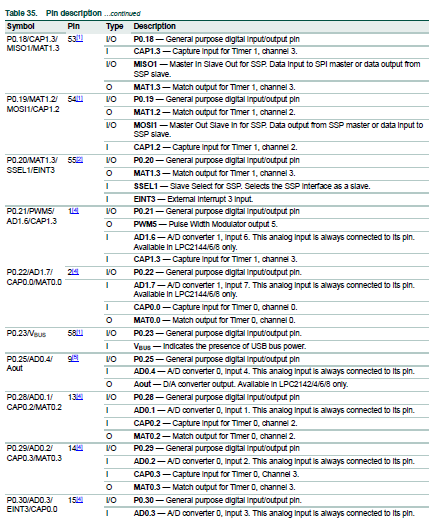 Table 35. Pin description ...continued
Symbol Pin Type Description
P0.18/CAP1.3/ 53[1] I/O P0.18 — General purpose digital input/output pin
MISO1/MAT1.3 I CAP1.3 — Capture input for Timer 1, channel 3.
I/O MISO1 — Master In Slave Out for SSP. Data input to SPI master or data output from
SSP slave.
O MAT1.3 — Match output for Timer 1, channel 3.
P0.19/MAT1.2/ 54[1] I/O P0.19 — General purpose digital input/output pin.
MOSI1/CAP1.2 O MAT1.2 — Match output for Timer 1, channel 2.
I/O MOSI1 — Master Out Slave In for SSP. Data output from SSP master or data input to
SSP slave.
I CAP1.2 — Capture input for Timer 1, channel 2.
P0.20/MAT1.3/ 55[2] I/O P0.20 — General purpose digital input/output pin.
SSEL1/EINT3 O MAT1.3 — Match output for Timer 1, channel 3.
I SSEL1 — Slave Select for SSP. Selects the SSP interface as a slave.
I EINT3 — External interrupt 3 input.
P0.21/PWM5/ 1[4] I/O P0.21 — General purpose digital input/output pin
AD1.6/CAP1.3 O PWM5 — Pulse Width Modulator output 5.
I AD1.6 — A/D converter 1, input 6. This analog input is always connected to its pin.
Available in LPC2144/6/8 only.
I CAP1.3 — Capture input for Timer 1, channel 3.
P0.22/AD1.7/ 2[4] I/O P0.22 — General purpose digital input/output pin.
CAP0.0/MAT0.0 I AD1.7 — A/D converter 1, input 7. This analog input is always connected to its pin.
Available in LPC2144/6/8 only.
I CAP0.0 — Capture input for Timer 0, channel 0.
O MAT0.0 — Match output for Timer 0, channel 0.
P0.23/VBUS 58[1] I/O P0.23 — General purpose digital input/output pin.
I VBUS — Indicates the presence of USB bus power.
P0.25/AD0.4/ 9[5] I/O P0.25 — General purpose digital input/output pin
Aout I AD0.4 — A/D converter 0, input 4. This analog input is always connected to its pin.
O Aout — D/A converter output. Available in LPC2142/4/6/8 only.
P0.28/AD0.1/ 13[4] I/O P0.28 — General purpose digital input/output pin.
CAP0.2/MAT0.2 I AD0.1 — A/D converter 0, input 1. This analog input is always connected to its pin.
I CAP0.2 — Capture input for Timer 0, channel 2.
O MAT0.2 — Match output for Timer 0, channel 2.
P0.29/AD0.2/ 14[4] I/O P0.29 — General purpose digital input/output pin.
CAP0.3/MAT0.3 I AD0.2 — A/D converter 0, input 2. This analog input is always connected to its pin.
I CAP0.3 — Capture input for Timer 0, Channel 3.
O MAT0.3 — Match output for Timer 0, channel 3.
P0.30/AD0.3/ 15[4] I/O P0.30 — General purpose digital input/output pin.
EINT3/CAP0.0 I AD0.3 — A/D converter 0, input 3. This analog input is always connected to its pin.